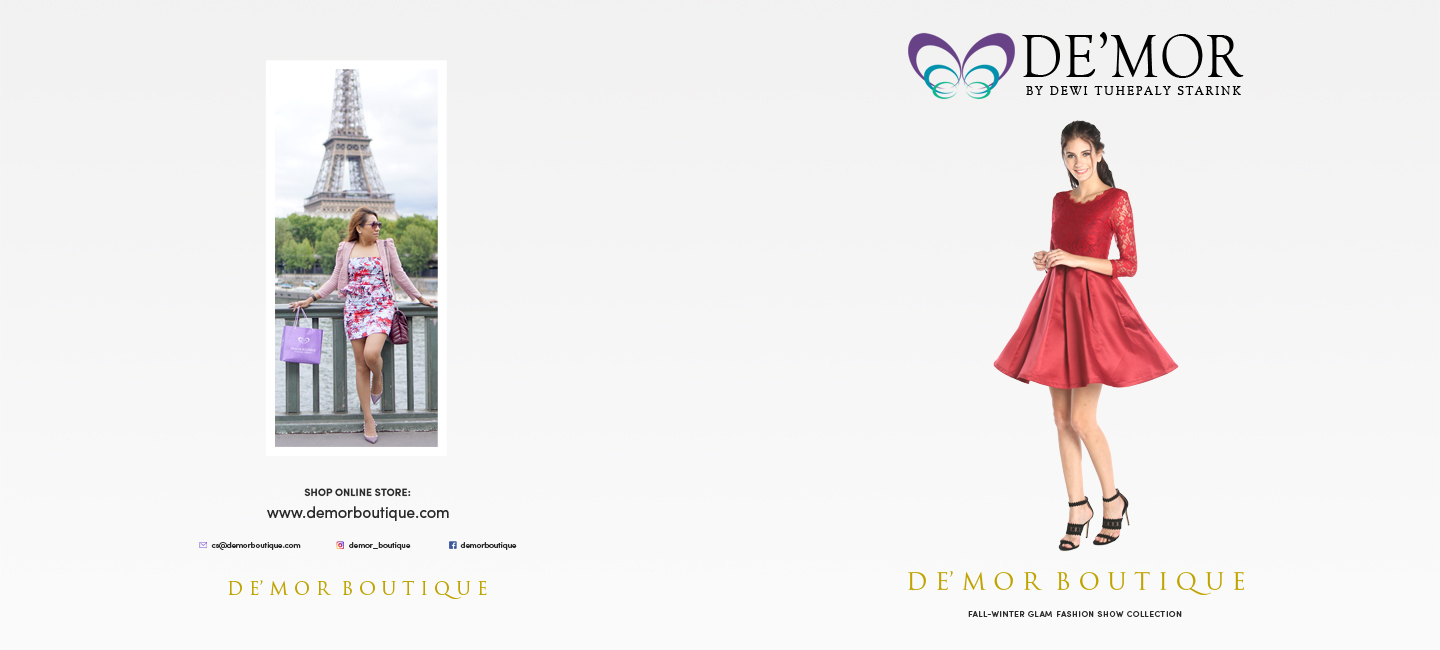 SHOP ONLINE STORE:
www.demorboutique.com
cs@demorboutique.com
demor_boutique
demorboutique
DE'MOR BOUTIQUE
DE'MOR
BY DEWI TUHEPALY STARINK
DE'MOR BOUTIQUE
FALL-WINTER GLAM FASHION SHOW COLLECTION